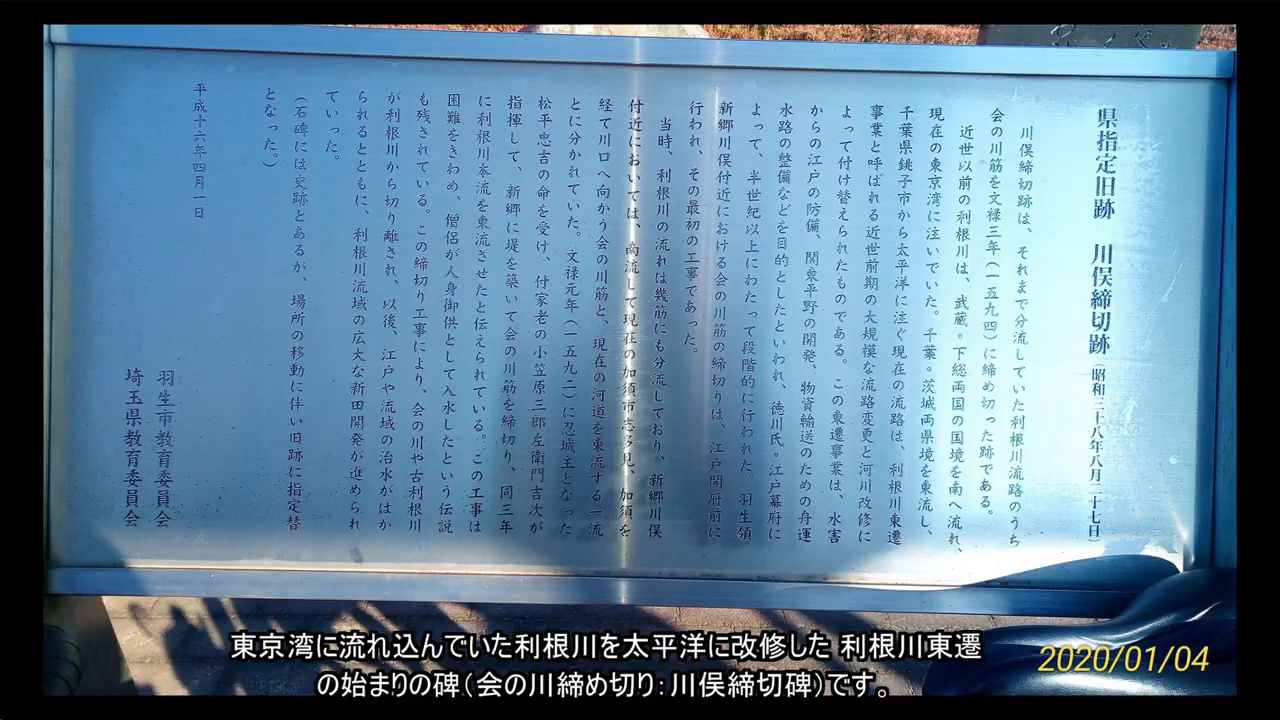 県指定旧跡　川俣締切跡（昭和三十八年八月二十七日）
川俣締切跡は、それまで分流していた利根川流路のうち
会の川筋を文禄三年（一五九四）に締め切った跡である。
近世以前の利根川は、武蔵。下総両国の国境を南へ流れ、
現在の東京湾に注いでいた。千葉。茨城両県境を東流し、
千葉県銚子市から太平洋に注ぐ現在の流路は、利根川東遷
事業と呼ばれる近世前期の大規模な流路変更と河川改修に
よって付け替えられたものである。この東遷事業は、水害
からの江戸の防備、関東平野の開発、物資輸送のための舟運
水路の整備などを目的としたといわれ、徳川氏。江戸幕府に
よって、半世紀以上にわたって段階的に行われた。羽生領
新郷川俣付近における会の川筋の締切りは、江戸開府前に
行われ、その最初の工事であった。
当時、利根川の流れは幾筋にも分流しており、新郷川俣
付近においては、南流して現在の加須市志多見、加須を
経て川口へ向かう会の川筋と、現在の河道を東流する一流
とに分かれていた。文禄元年（一五九二）に忍城主となった
松平忠吉の命を受け、付家老の小笠原三郎左衛門吉次が
指揮して、新郷に堤を築いて会の川筋を締切り、同三年
に利根川本流を東流させたと伝えられている。この工事は
困難をきわめ、僧侶が人身御供として入水したという伝説
も残されている。この締切り工事により、会の川や古利根川
が利根川から切り離され、以後、江戸や流域の治水がはか
られるとともに、利根川流域の広大な新田開発が進められ
ていった。
（石碑には史跡とあるが、場所の移動に伴い旧跡に指定替
となった。）
平成十六年四月一日
羽生市教育委員会
埼玉県教育委員会
東京湾に流れ込んでいた利根川を太平洋に改修した 利根川東遷
の始まりの碑（会の川締め切り：川俣締切碑）です。
2020/01/04